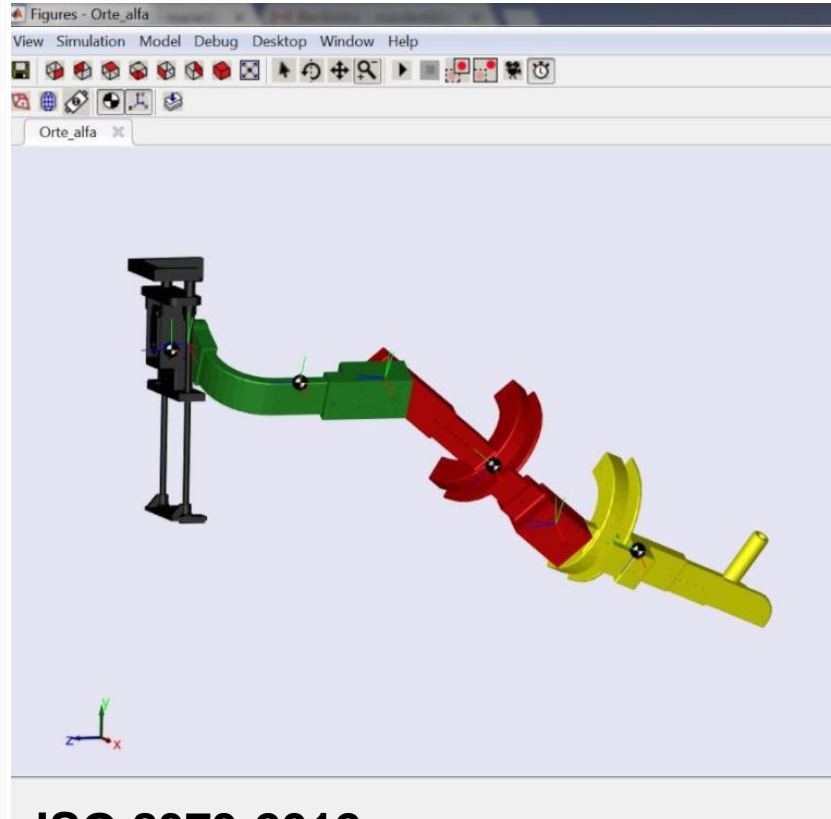 Figures - Orte_alfa
View Simulation Model Debug Desktop Window Help
Orte_alfa
y
z
x